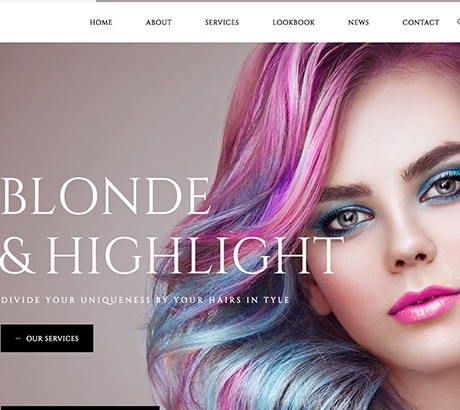 HOME ABOUT SERVICES LOOKBOOK NEWS CONTACT
BLONDE
& HIGHLIGHT
DIVIDE YOUR UNIQUENESS BY YOUR HAIRS IN TYLE
— OUR SERVICES